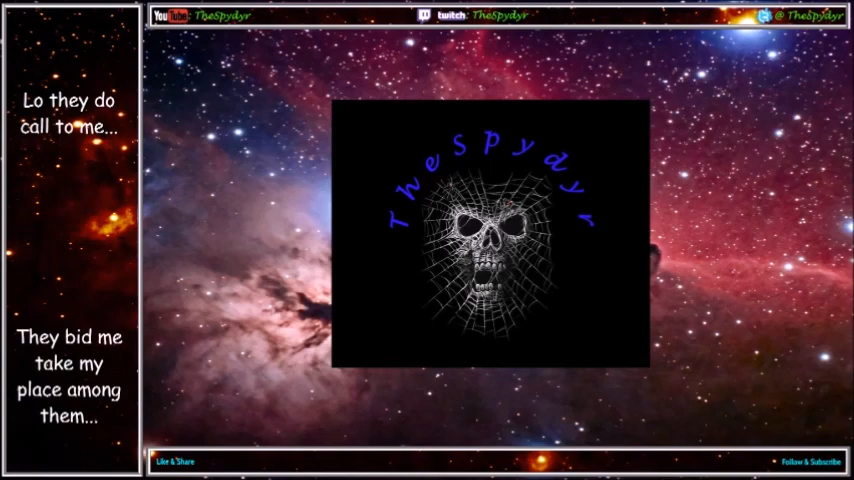 YouTube: TheSpydyr
twitch: TheSpydyr
@ TheSpydyr
Lo they do
call to me...
They bid me
take my
place among
them...
TheSpydyr
Like & Share
Follow & Subscribe